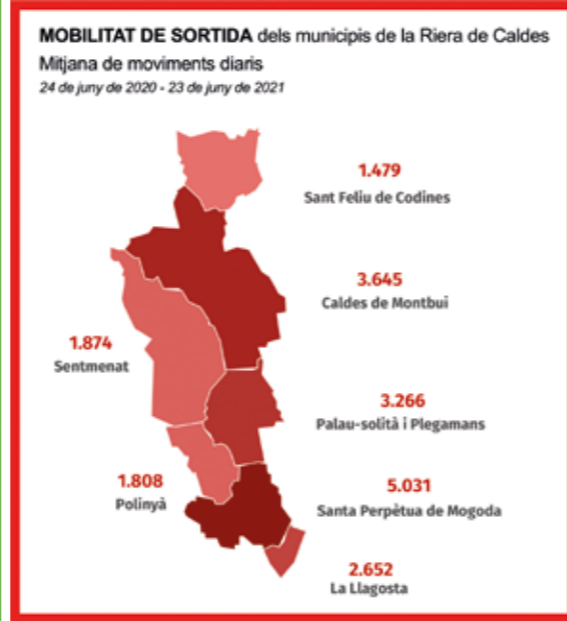 MOBILITAT DE SORTIDA dels municipis de la Riera de Caldes
Mitjana de moviments diaris
24 de juny de 2020 - 23 de juny de 2021
1.479
Sant Feliu de Codines
3.645
Caldes de Montbui
1.874
Sentmenat
3.266
Palau-solità i Plegamans
1.808
Polinyà
5.031
Santa Perpètua de Mogoda
2.652
La Llagosta